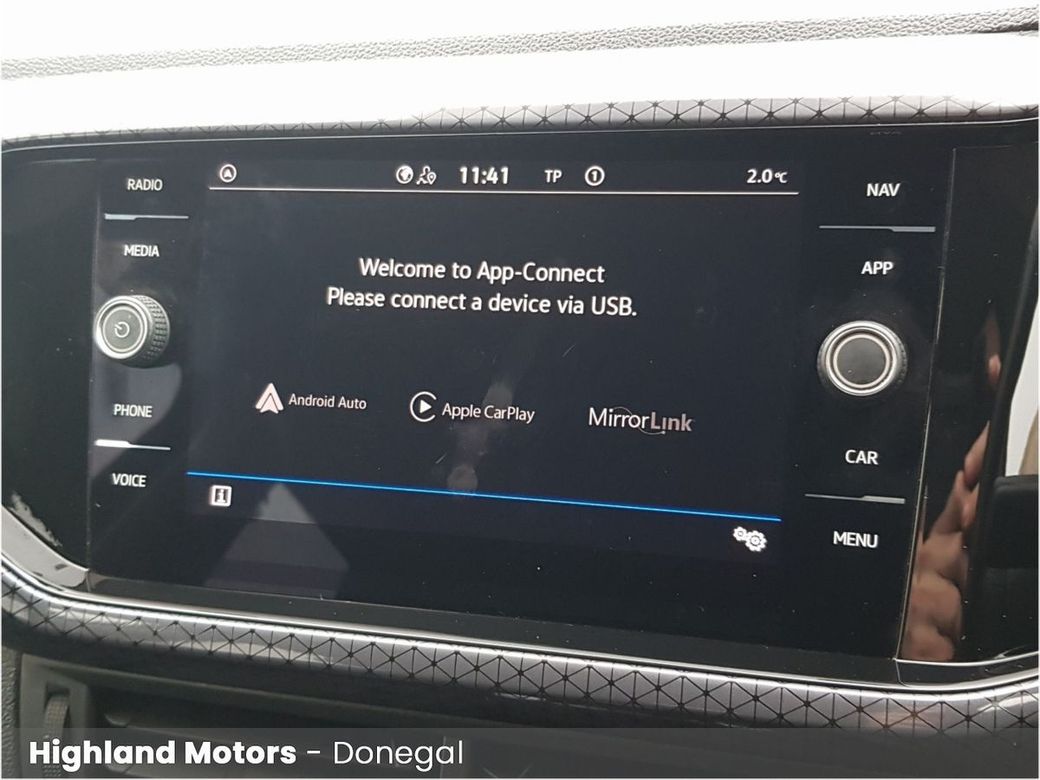 RADIO
MEDIA
PHONE
VOICE
A
11:41 TP 1 2.0°C
Welcome to App-Connect
Please connect a device via USB.
Android Auto Apple CarPlay MirrorLink
i
NAV
APP
CAR
MENU
Highland Motors - Donegal